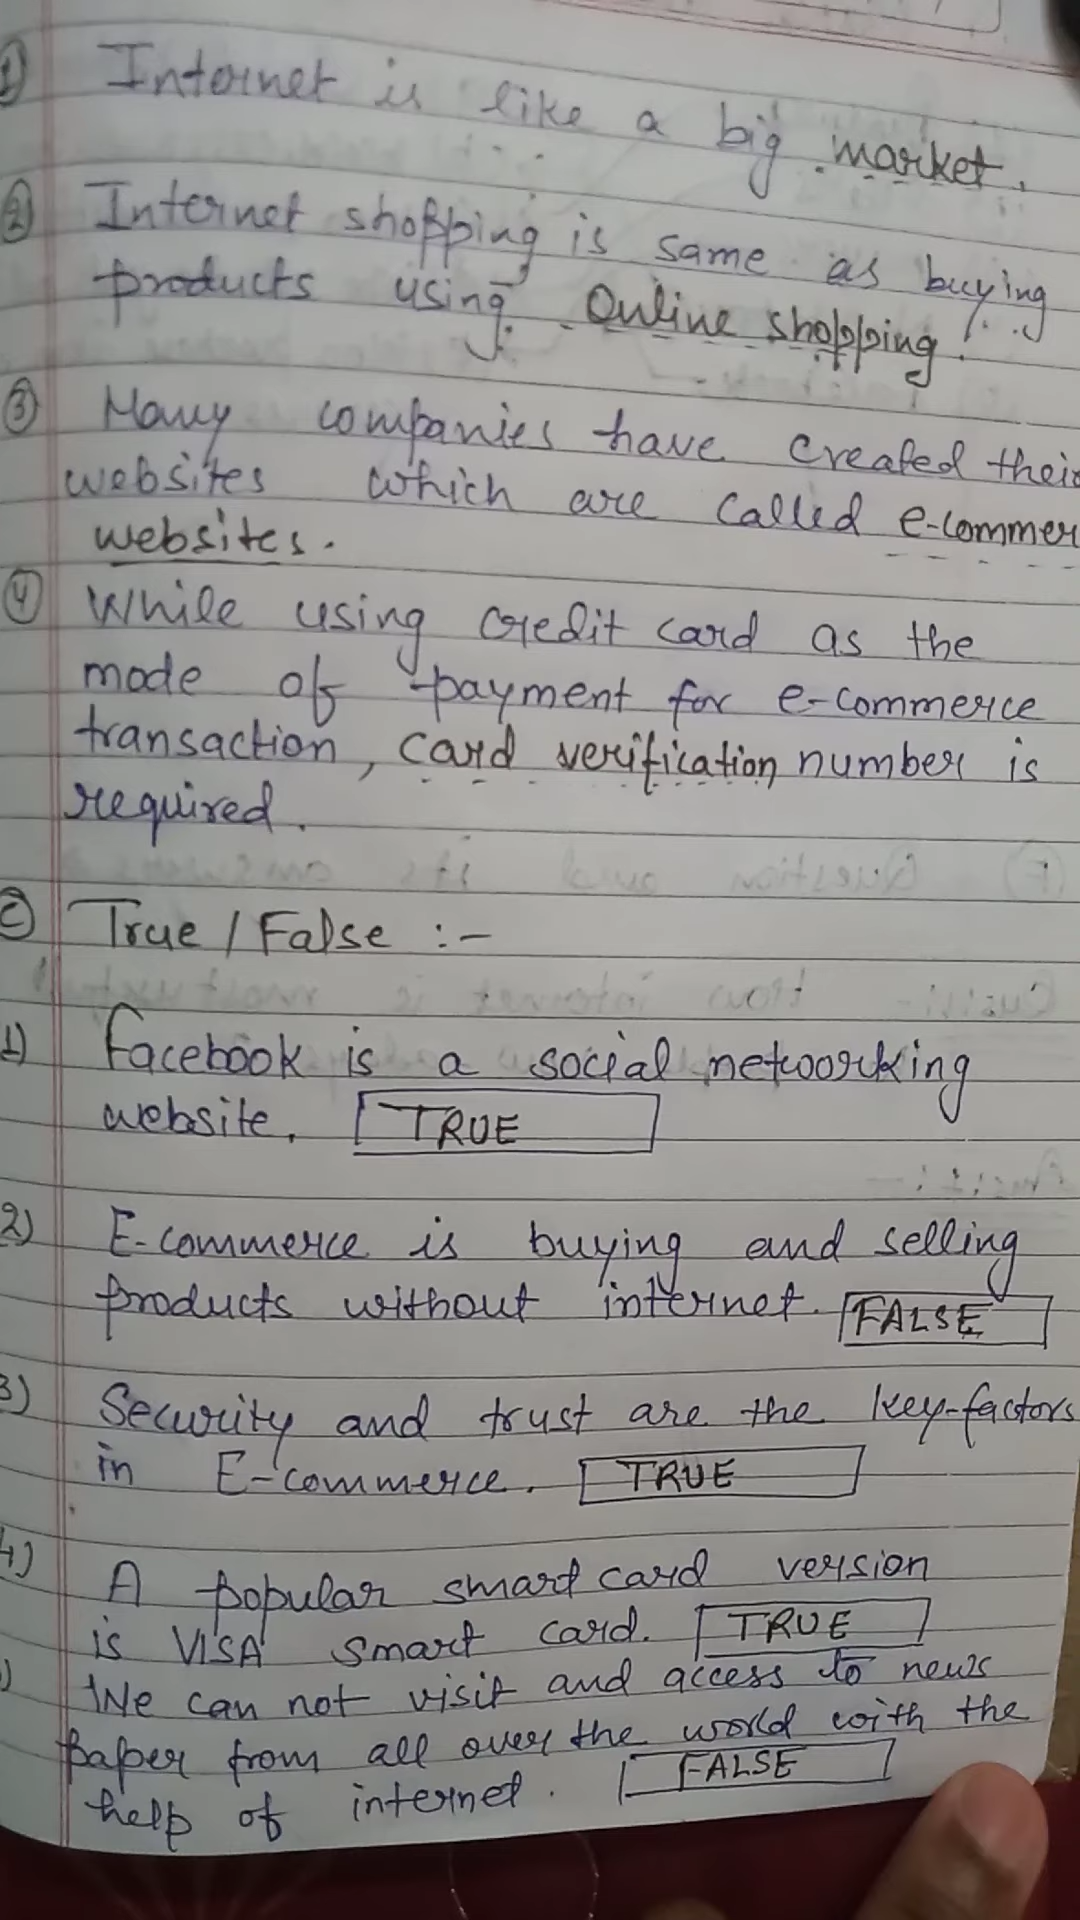 1) Internet is like a big market.
2) Internet shopping is same as buying
products using Online shopping.
3) Many companies have created their
websites which are called e-commer
websites.
4) While using credit card as the
mode of payment for e-commerce
transaction, card verification number is
required.
C) True / False :-
1) Facebook is a social networking
website. TRUE
2) E-commerce is buying and selling
products without internet. FALSE
3) Security and trust are the key-factors
in E-commerce. TRUE
4) A popular smart card version
is VISA smart card. TRUE
) We can not visit and access to news
paper from all over the world with the
help of internet. FALSE